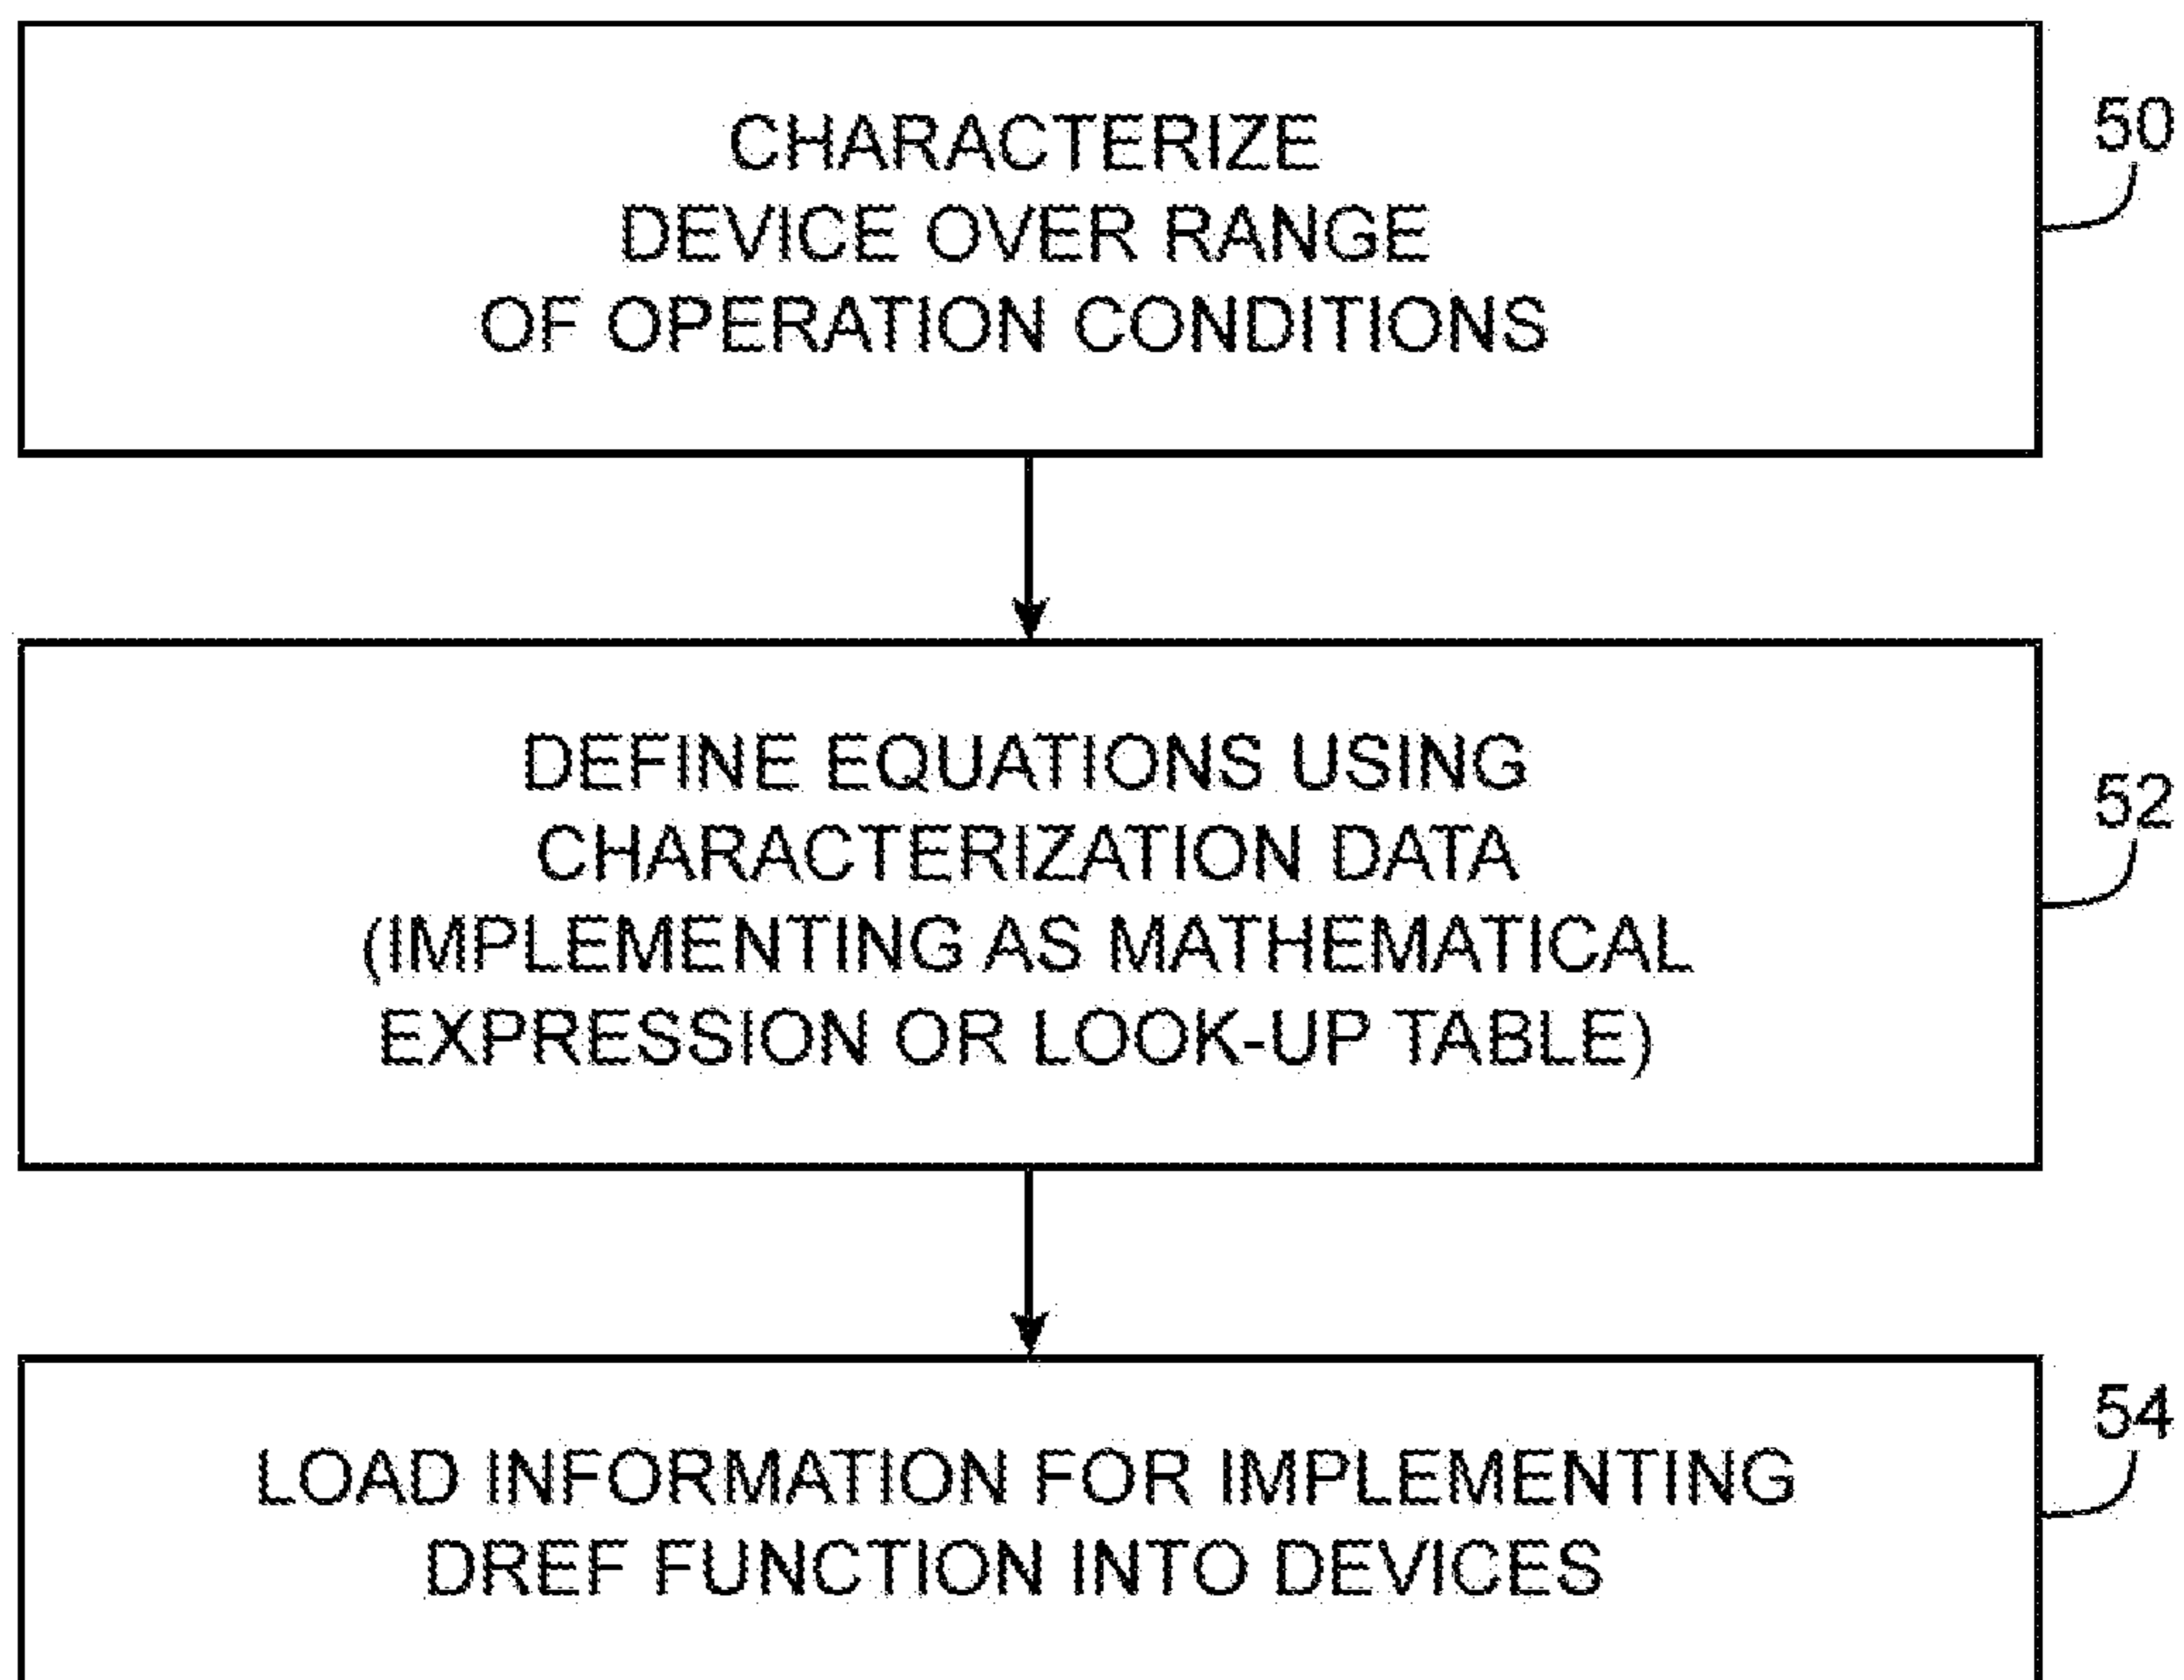 CHARACTERIZE
DEVICE OVER RANGE
OF OPERATION CONDITIONS
50
DEFINE EQUATIONS USING
CHARACTERIZATION DATA
(IMPLEMENTING AS MATHEMATICAL
EXPRESSION OR LOOK-UP TABLE)
52
LOAD INFORMATION FOR IMPLEMENTING
DREF FUNCTION INTO DEVICES
54